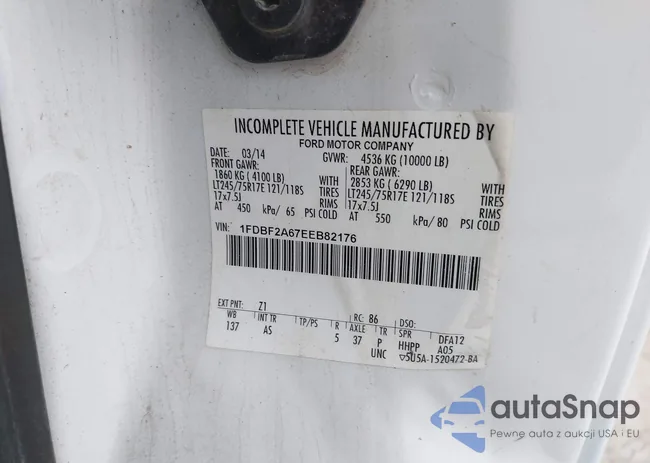 INCOMPLETE VEHICLE MANUFACTURED BY
FORD MOTOR COMPANY
DATE: 03/14 GVWR: 4536 KG (10000 LB)
FRONT GAWR: REAR GAWR:
1860 KG ( 4100 LB) WITH 2853 KG ( 6290 LB) WITH
LT245/75R17E 121/118S TIRES LT245/75R17E 121/118S TIRES
17x7.5J RIMS 17x7.5J RIMS
AT 450 kPa/ 65 PSI COLD AT 550 kPa/ 80 PSI COLD
VIN: 1FDBF2A67EEB82176
EXT PNT: Z1 RC: 86 DSO:
WB INT TR TP/PS R AXLE TR SPR DFA12
137 AS 5 37 P HHPP A05
UNC ▽5U5A-1520472-BA
autoSnap
Pewne auta z aukcji USA i EU